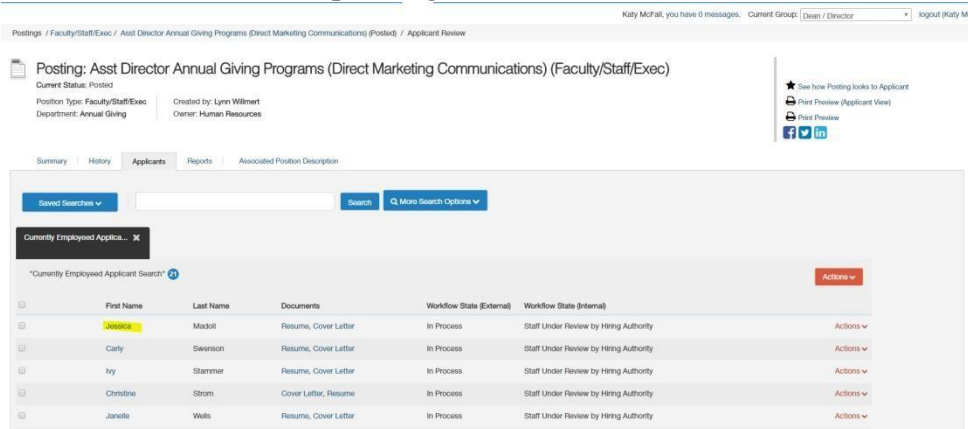 Katy McFall, you have 0 messages. Current Group: Dean / Director logout (Katy M
Postings / Faculty/Staff/Exec / Asst Director Annual Giving Programs (Direct Marketing Communications) (Posted) / Applicant Review
Posting: Asst Director Annual Giving Programs (Direct Marketing Communications) (Faculty/Staff/Exec)
Current Status: Posted
Position Type: Faculty/Staff/Exec Created by: Lynn Willmert
Department: Annual Giving Owner: Human Resources
See how Posting looks to Applicant
Print Preview (Applicant View)
Print Preview
Summary History Applicants Reports Associated Position Description
Saved Searches Search More Search Options
Currently Employeed Applica...
"Currently Employeed Applicant Search" 21 Actions
First Name Last Name Documents Workflow State (External) Workflow State (Internal)
Jessica Madoll Resume, Cover Letter In Process Staff Under Review by Hiring Authority Actions
Carly Swenson Resume, Cover Letter In Process Staff Under Review by Hiring Authority Actions
Ivy Stammer Resume, Cover Letter In Process Staff Under Review by Hiring Authority Actions
Christine Strom Cover Letter, Resume In Process Staff Under Review by Hiring Authority Actions
Janelle Wells Resume, Cover Letter In Process Staff Under Review by Hiring Authority Actions